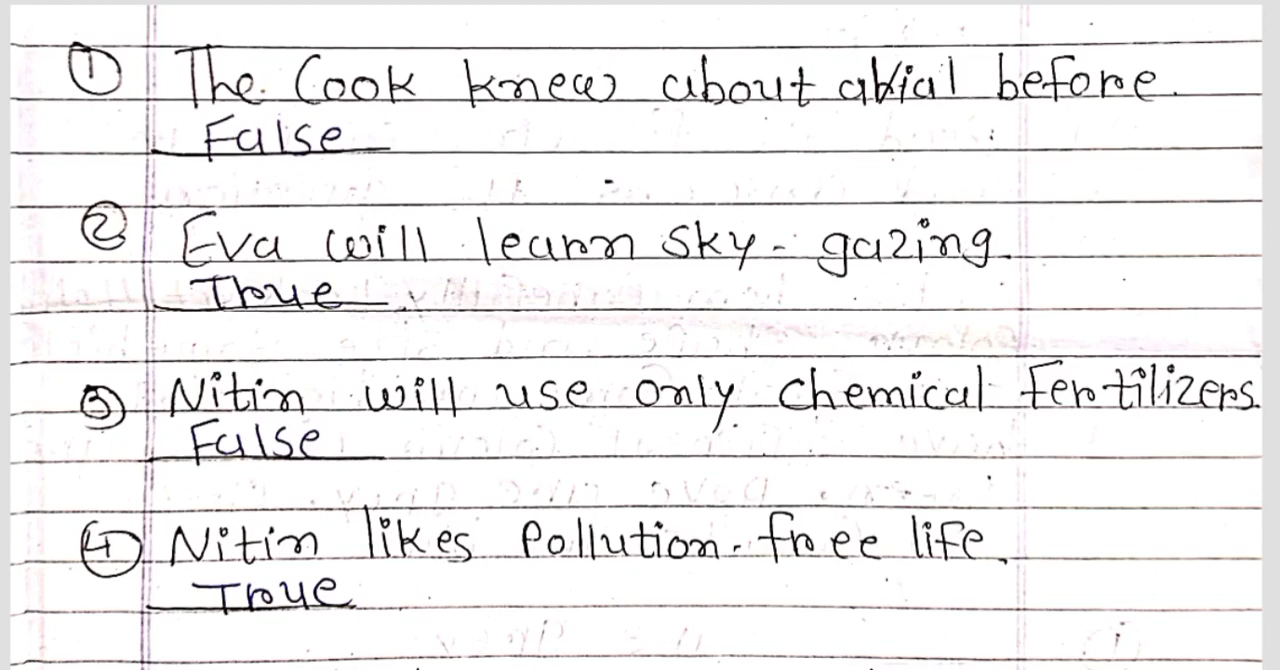 ① The Cook knew about abial before.
False
② Eva will learn sky-gazing.
True
③ Nitin will use only chemical fertilizers.
False
④ Nitin likes Pollution-free life.
True